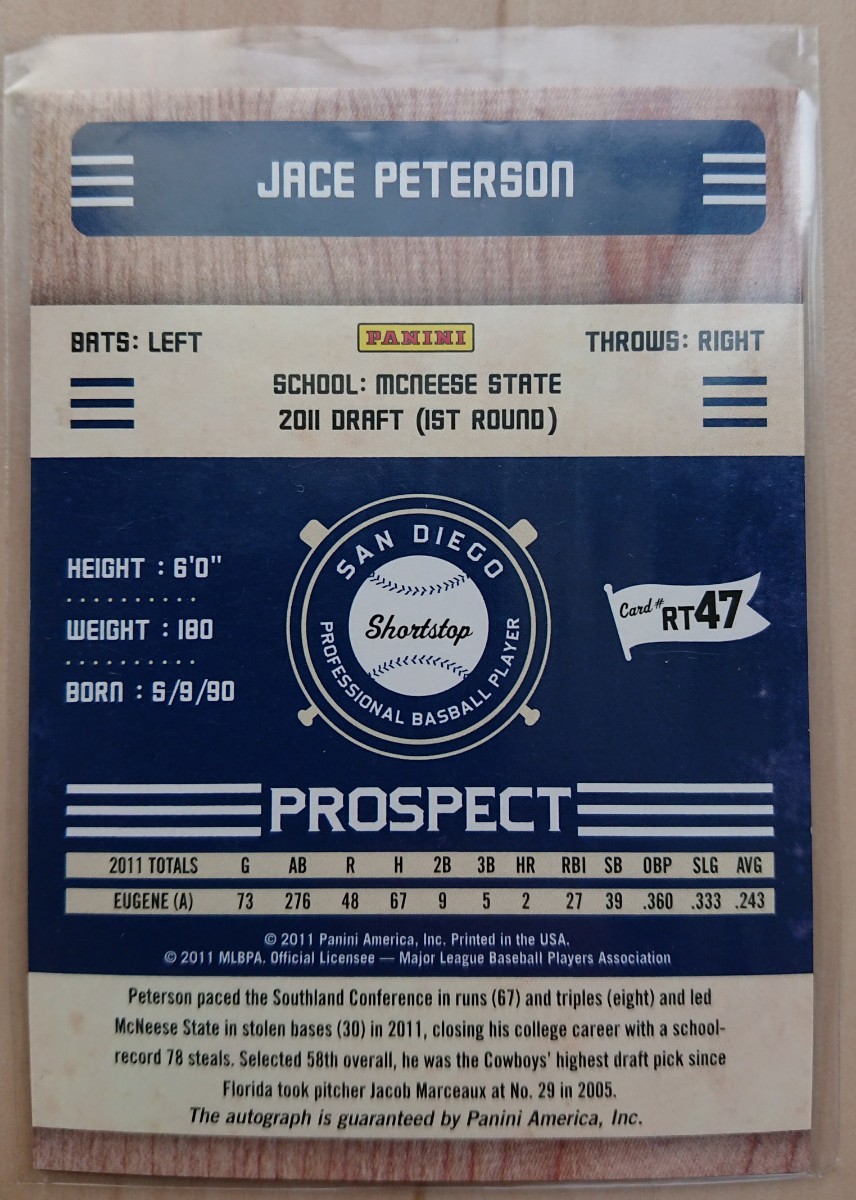 JACE PETERSON
BATS: LEFT
PANINI
THROWS: RIGHT
SCHOOL: MCNEESE STATE
2011 DRAFT (1ST ROUND)
HEIGHT : 6'0"
WEIGHT : 180
BORN : 5/9/90
SAN DIEGO
Shortstop
PROFESSIONAL BASBALL PLAYER
Card # RT47
PROSPECT
2011 TOTALS G AB R H 2B 3B HR RBI SB OBP SLG AVG
EUGENE (A) 73 276 48 67 9 5 2 27 39 .360 .333 .243
© 2011 Panini America, Inc. Printed in the USA.
© 2011 MLBPA. Official Licensee — Major League Baseball Players Association
Peterson paced the Southland Conference in runs (67) and triples (eight) and led
McNeese State in stolen bases (30) in 2011, closing his college career with a school-
record 78 steals. Selected 58th overall, he was the Cowboys' highest draft pick since
Florida took pitcher Jacob Marceaux at No. 29 in 2005.
The autograph is guaranteed by Panini America, Inc.